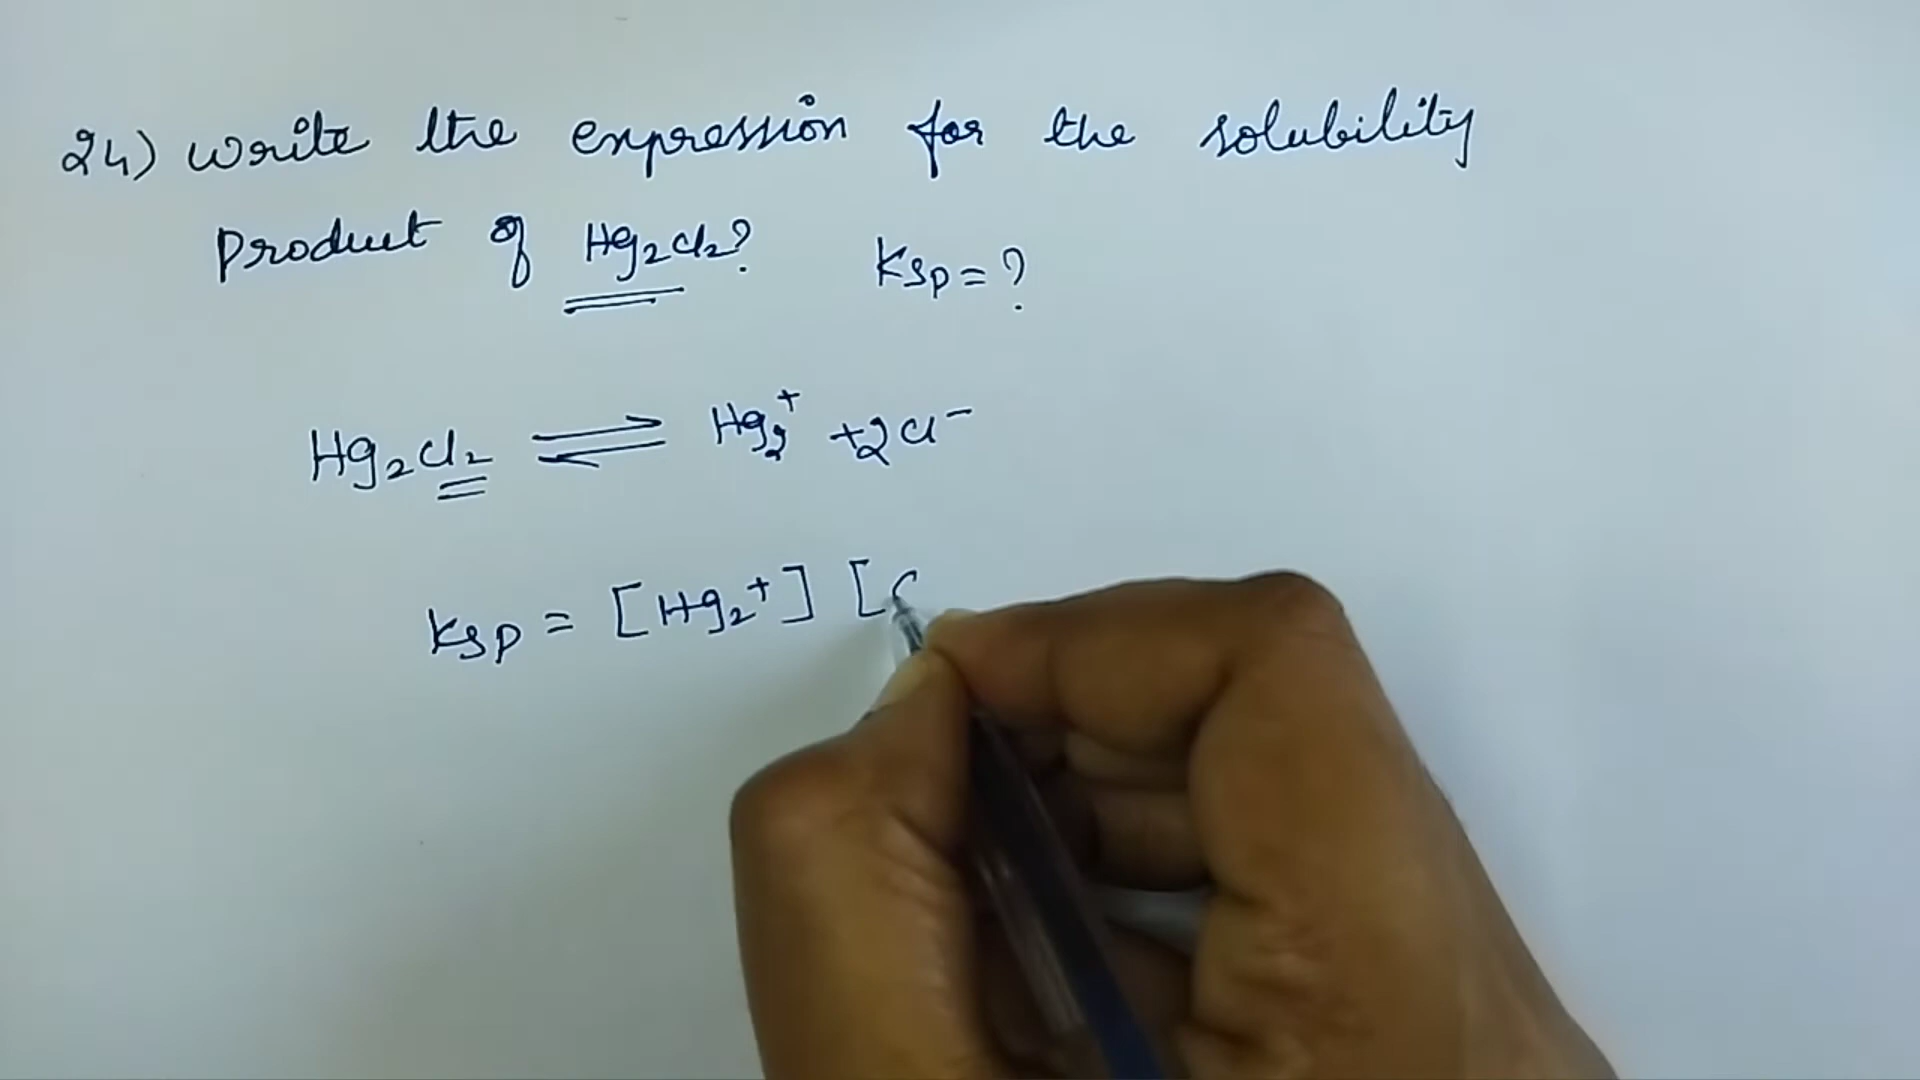 24) Write the expression for the solubility
Product of Hg₂Cl₂? Ksp = ?
Hg₂Cl₂ ⇌ Hg₂⁺ + 2Cl⁻
Ksp = [Hg₂⁺] [C